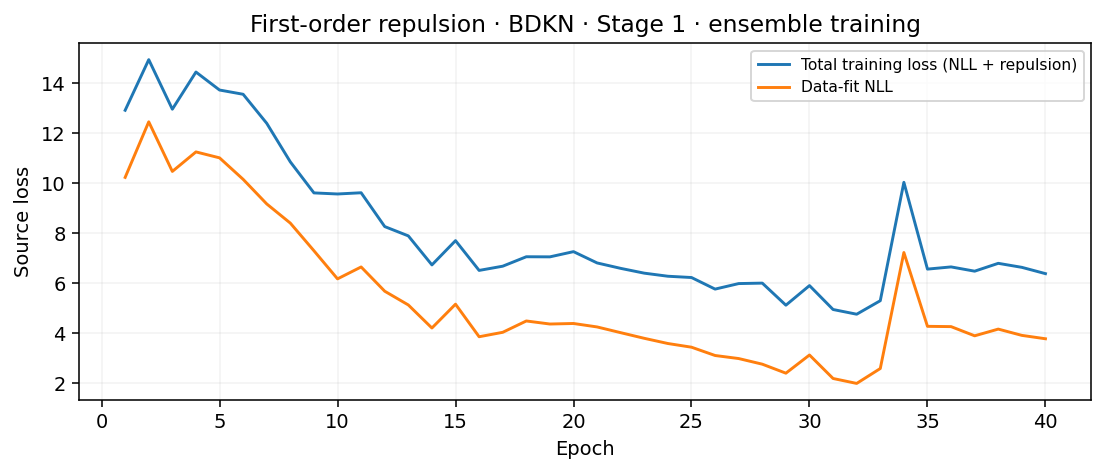 First-order repulsion · BDKN · Stage 1 · ensemble training
Total training loss (NLL + repulsion)
Data-fit NLL
Source loss
14
12
10
8
6
4
2
0 5 10 15 20 25 30 35 40
Epoch